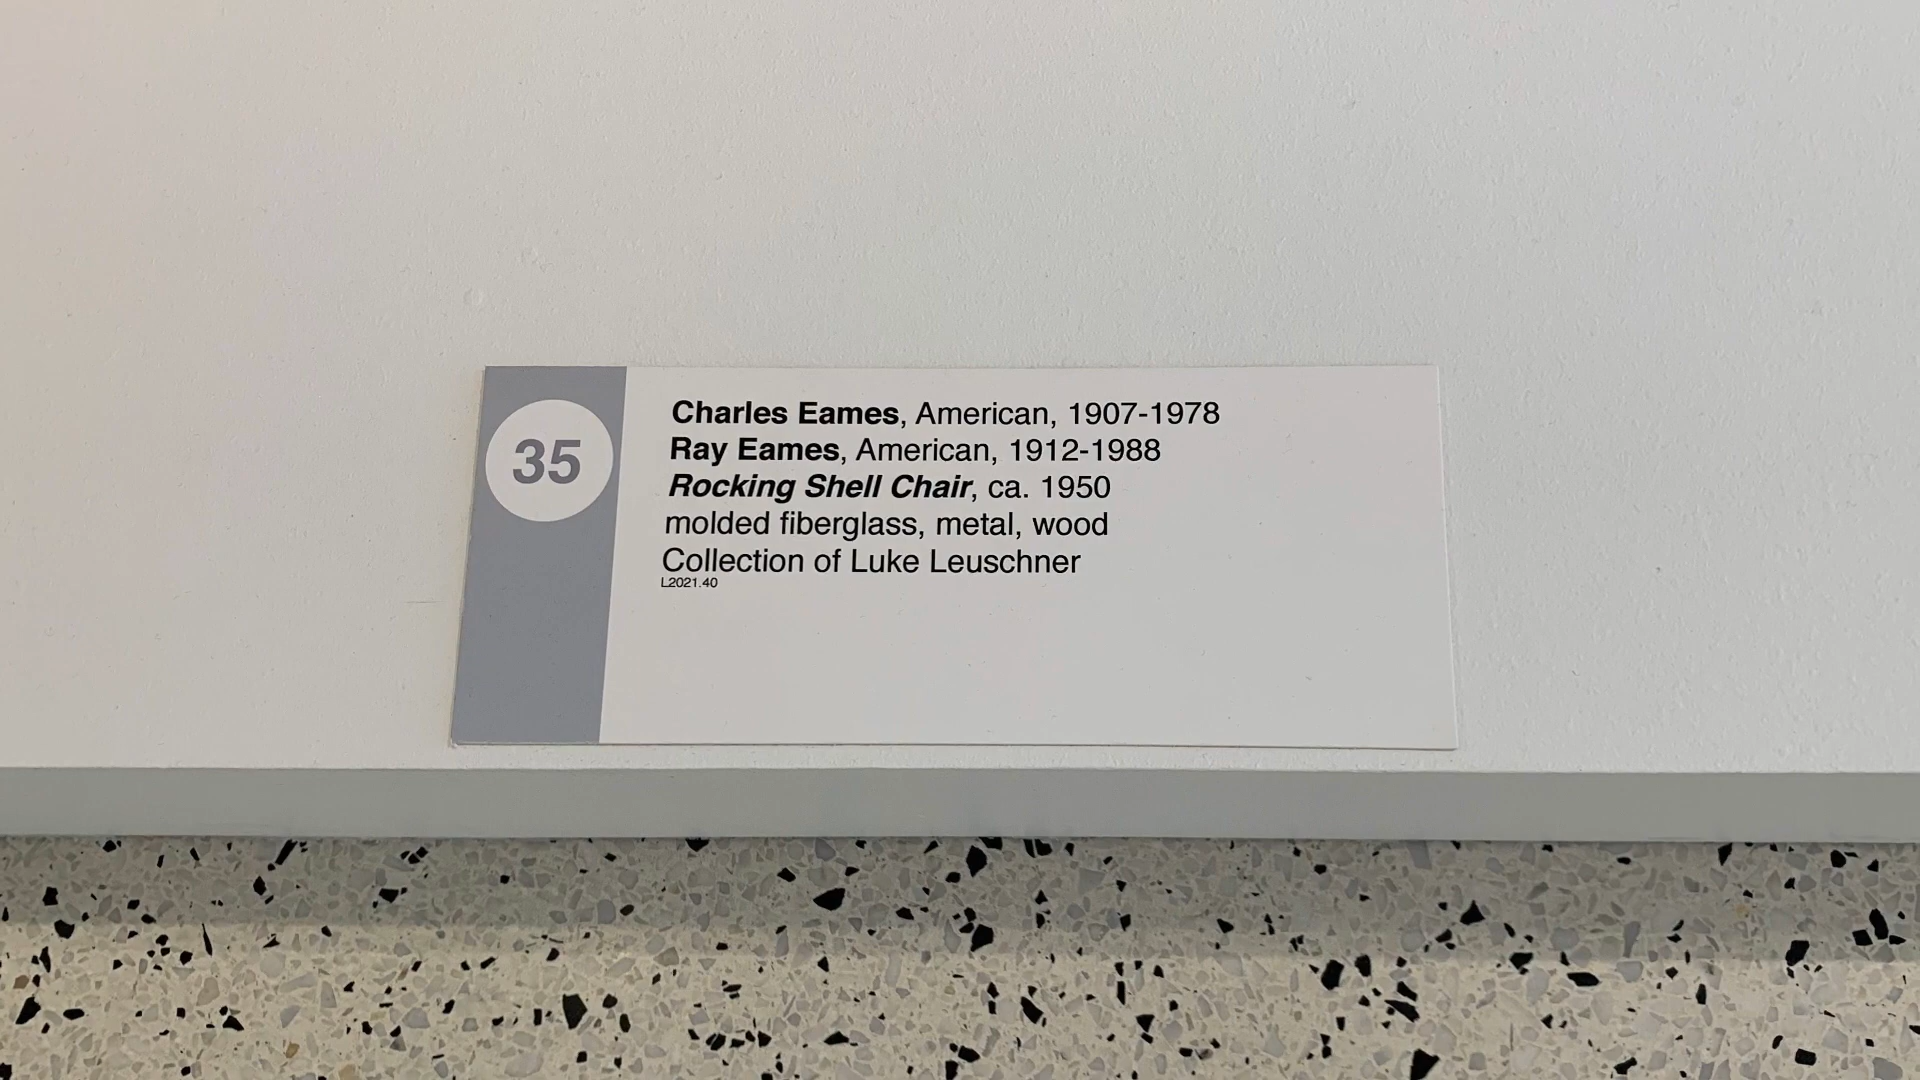 35
Charles Eames, American, 1907-1978
Ray Eames, American, 1912-1988
Rocking Shell Chair, ca. 1950
molded fiberglass, metal, wood
Collection of Luke Leuschner
L2021.40